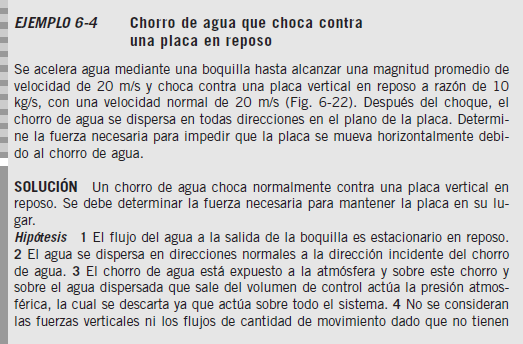 EJEMPLO 6-4 Chorro de agua que choca contra
una placa en reposo
Se acelera agua mediante una boquilla hasta alcanzar una magnitud promedio de
velocidad de 20 m/s y choca contra una placa vertical en reposo a razón de 10
kg/s, con una velocidad normal de 20 m/s (Fig. 6-22). Después del choque, el
chorro de agua se dispersa en todas direcciones en el plano de la placa. Determi-
ne la fuerza necesaria para impedir que la placa se mueva horizontalmente debi-
do al chorro de agua.
SOLUCIÓN Un chorro de agua choca normalmente contra una placa vertical en
reposo. Se debe determinar la fuerza necesaria para mantener la placa en su lu-
gar.
Hipótesis 1 El flujo del agua a la salida de la boquilla es estacionario en reposo.
2 El agua se dispersa en direcciones normales a la dirección incidente del chorro
de agua. 3 El chorro de agua está expuesto a la atmósfera y sobre este chorro y
sobre el agua dispersada que sale del volumen de control actúa la presión atmos-
férica, la cual se descarta ya que actúa sobre todo el sistema. 4 No se consideran
las fuerzas verticales ni los flujos de cantidad de movimiento dado que no tienen